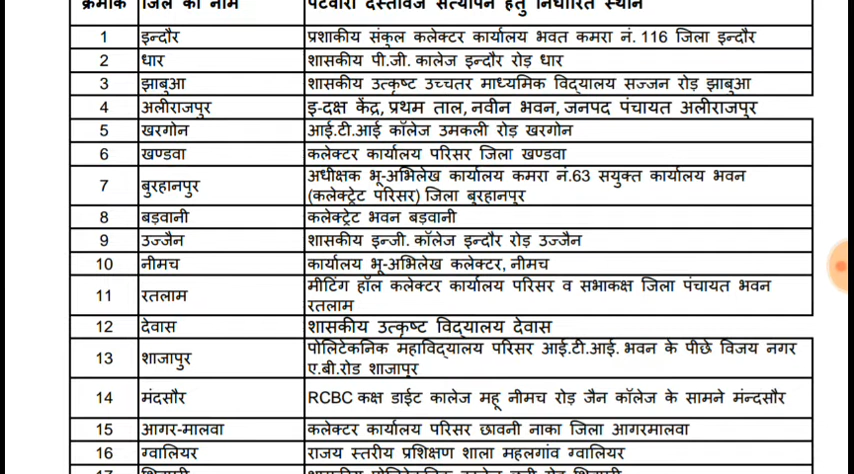 क्रमांक जिले का नाम पटवारी दस्तावेज सत्यापन हेतु निर्धारित स्थान
1 इन्दौर प्रशाकीय संकुल कलेक्टर कार्यालय भवत कमरा नं. 116 जिला इन्दौर
2 धार शासकीय पी.जी. कालेज इन्दौर रोड़ धार
3 झाबुआ शासकीय उत्कृष्ट उच्चतर माध्यमिक विद्यालय सज्जन रोड़ झाबुआ
4 अलीराजपुर इ-दक्ष केंद्र, प्रथम ताल, नवीन भवन, जनपद पंचायत अलीराजपुर
5 खरगोन आई.टी.आई कॉलेज उमकली रोड़ खरगोन
6 खण्डवा कलेक्टर कार्यालय परिसर जिला खण्डवा
7 बुरहानपुर अधीक्षक भू-अभिलेख कार्यालय कमरा नं.63 सयुक्त कार्यालय भवन
(कलेक्ट्रेट परिसर) जिला बुरहानपुर
8 बड़वानी कलेक्ट्रेट भवन बड़वानी
9 उज्जैन शासकीय इन्जी. कॉलेज इन्दौर रोड़ उज्जैन
10 नीमच कार्यालय भू-अभिलेख कलेक्टर, नीमच
11 रतलाम मीटिंग हॉल कलेक्टर कार्यालय परिसर व सभाकक्ष जिला पंचायत भवन
रतलाम
12 देवास शासकीय उत्कृष्ट विद्यालय देवास
13 शाजापुर पोलिटेकनिक महाविद्यालय परिसर आई.टी.आई. भवन के पीछे विजय नगर
ए.बी.रोड शाजापुर
14 मंदसौर RCBC कक्ष डाईट कालेज महू नीमच रोड़ जैन कॉलेज के सामने मंन्दसौर
15 आगर-मालवा कलेक्टर कार्यालय परिसर छावनी नाका जिला आगरमालवा
16 ग्वालियर राजय स्तरीय प्रशिक्षण शाला महलगांव ग्वालियर
17